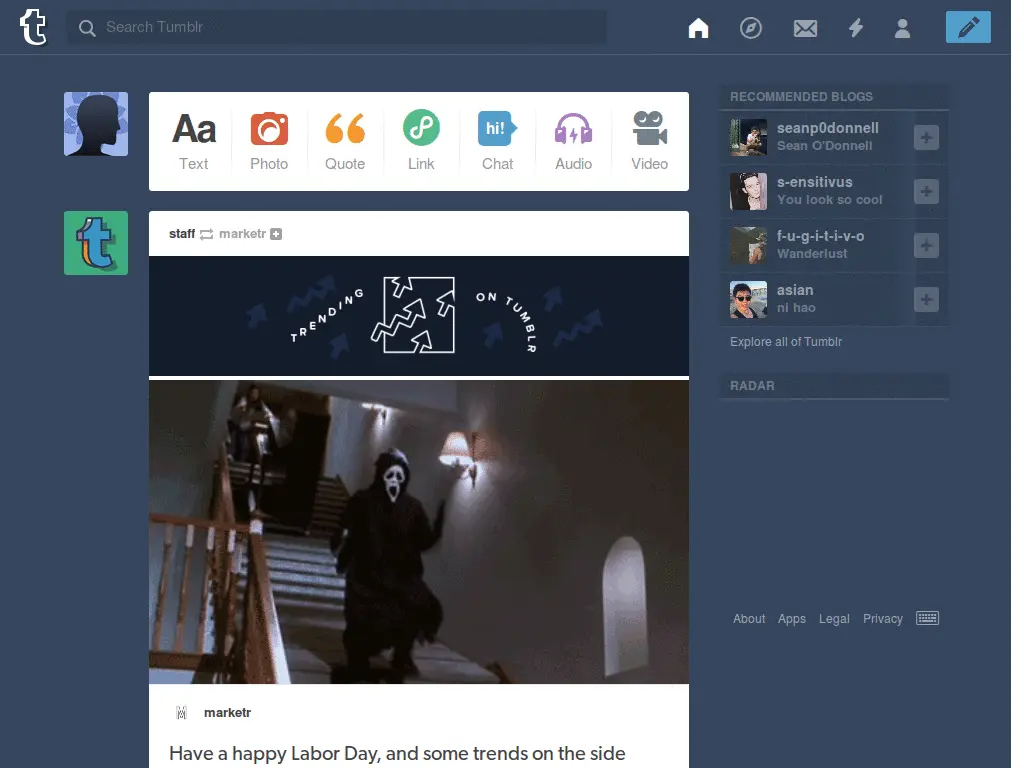 Search Tumblr
Aa
hi!
Text
Photo
Quote
Link
Chat
Audio
Video
staff marketr
TRENDING ON TUMBLR
marketr
Have a happy Labor Day, and some trends on the side
RECOMMENDED BLOGS
seanp0donnell
Sean O'Donnell
s-ensitivus
You look so cool
f-u-g-i-t-i-v-o
Wanderlust
asian
ni hao
Explore all of Tumblr
RADAR
About Apps Legal Privacy